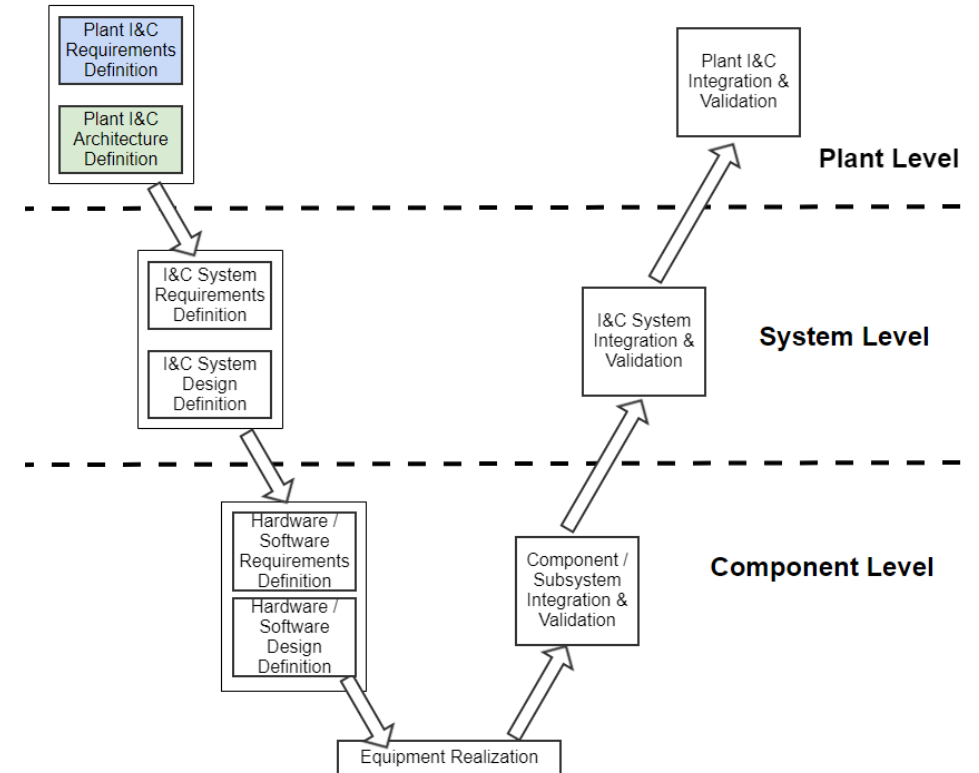 Plant I&C
Requirements
Definition
Plant I&C
Architecture
Definition
Plant I&C
Integration &
Validation
Plant Level
I&C System
Requirements
Definition
I&C System
Design
Definition
I&C System
Integration &
Validation
System Level
Hardware /
Software
Requirements
Definition
Hardware /
Software
Design
Definition
Component /
Subsystem
Integration &
Validation
Component Level
Equipment Realization